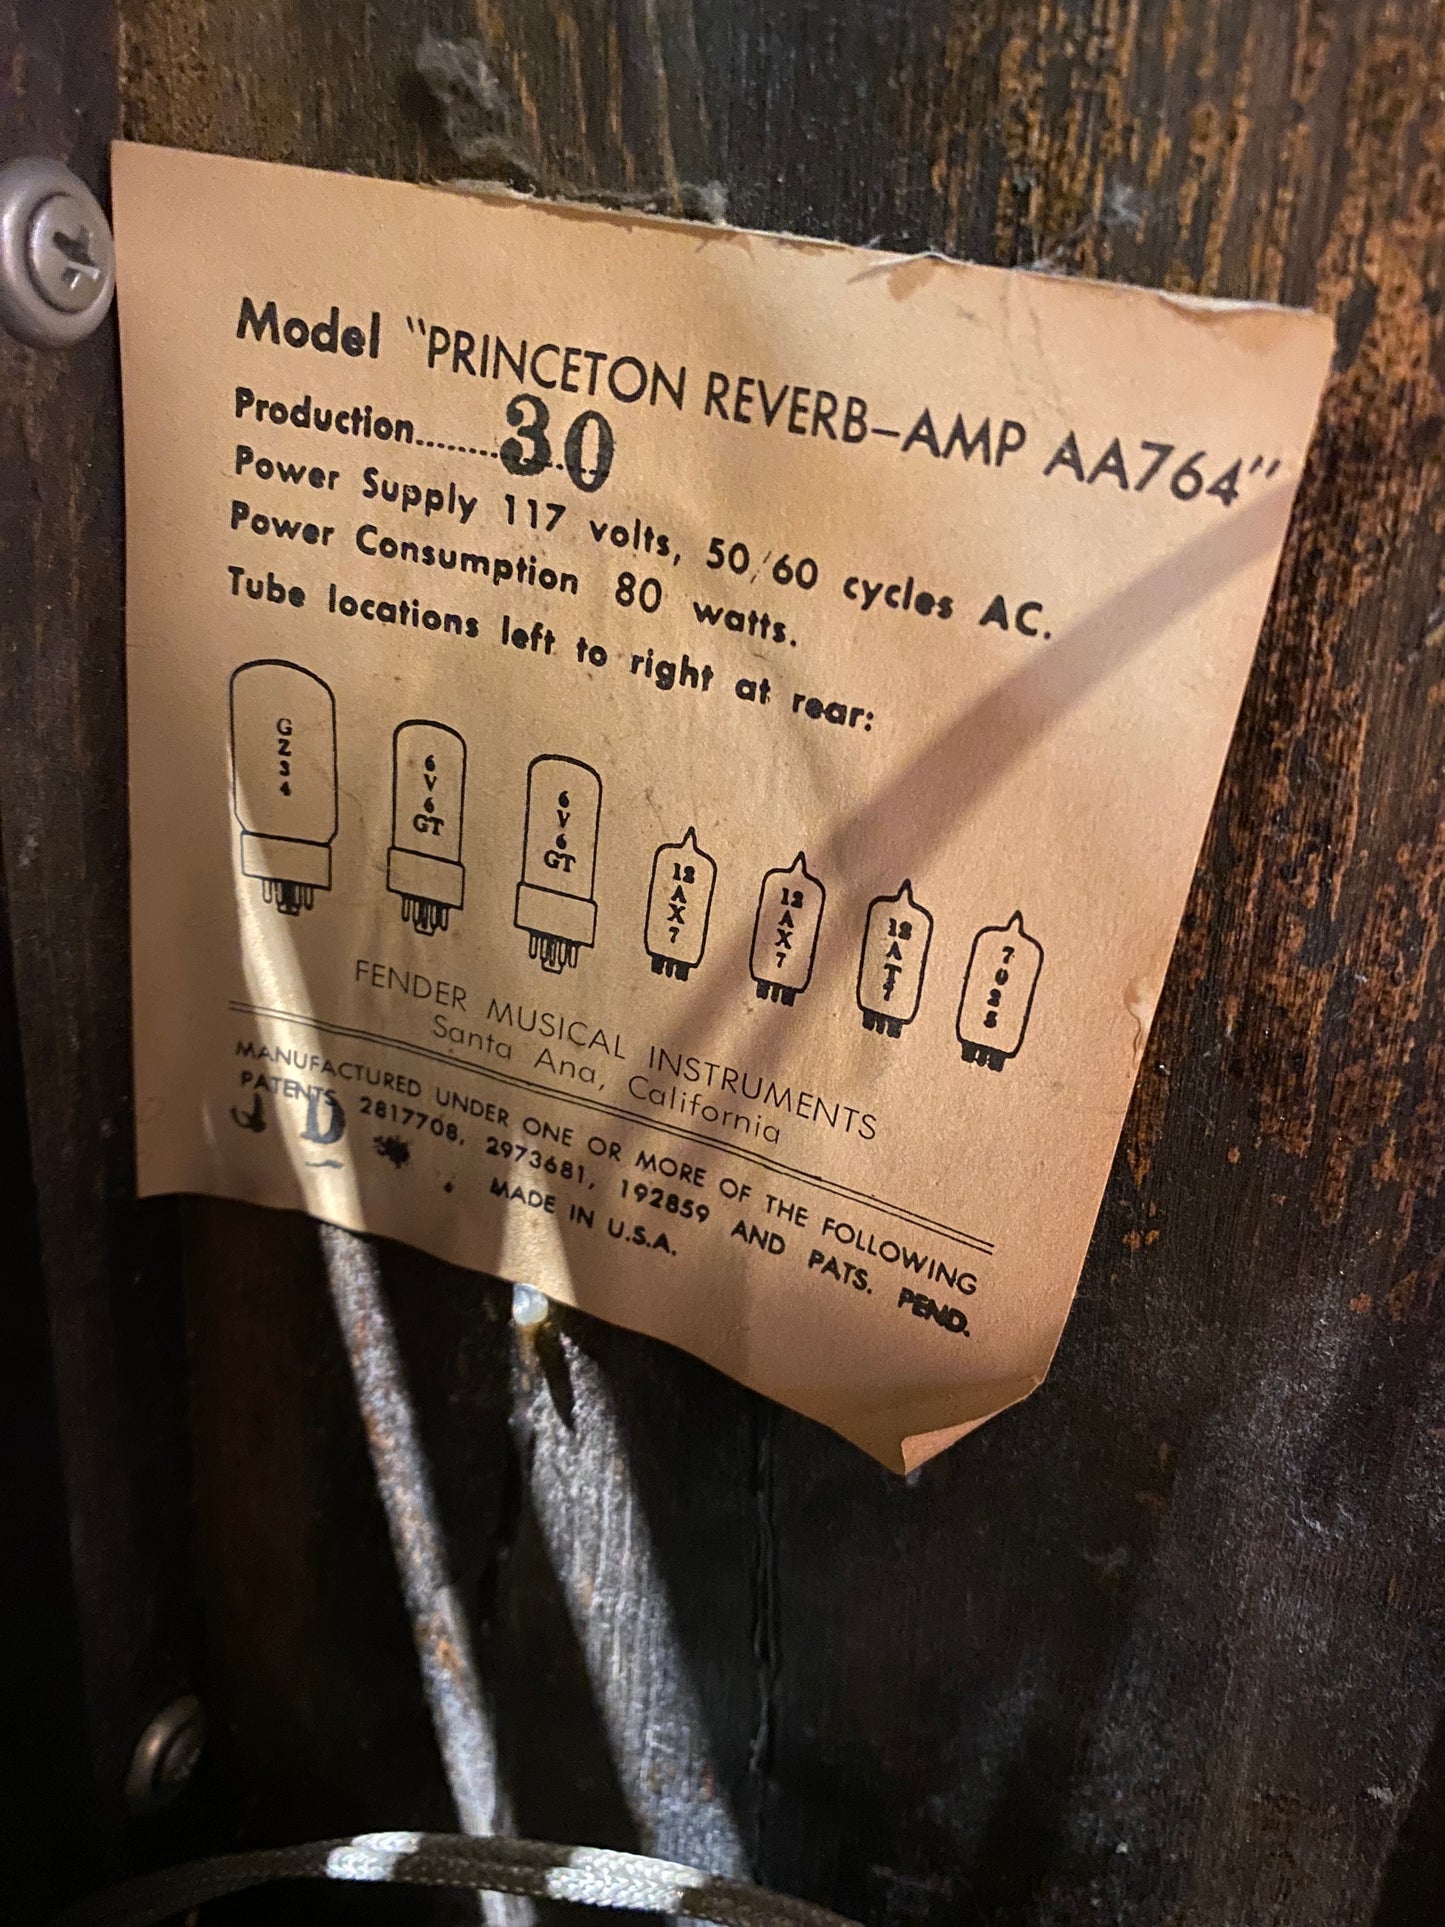 Model "PRINCETON REVERB-AMP AA764"
Production...........30
Power Supply 117 volts, 50/60 cycles AC.
Power Consumption 80 watts.
Tube locations left to right at rear:
GZ34 6V6GT 6V6GT 12AX7 12AX7 12AT7 7025
FENDER MUSICAL INSTRUMENTS
Santa Ana, California
MANUFACTURED UNDER ONE OR MORE OF THE FOLLOWING
PATENTS 2817708, 2973681, 192859 AND PATS. PEND.
D
MADE IN U.S.A.